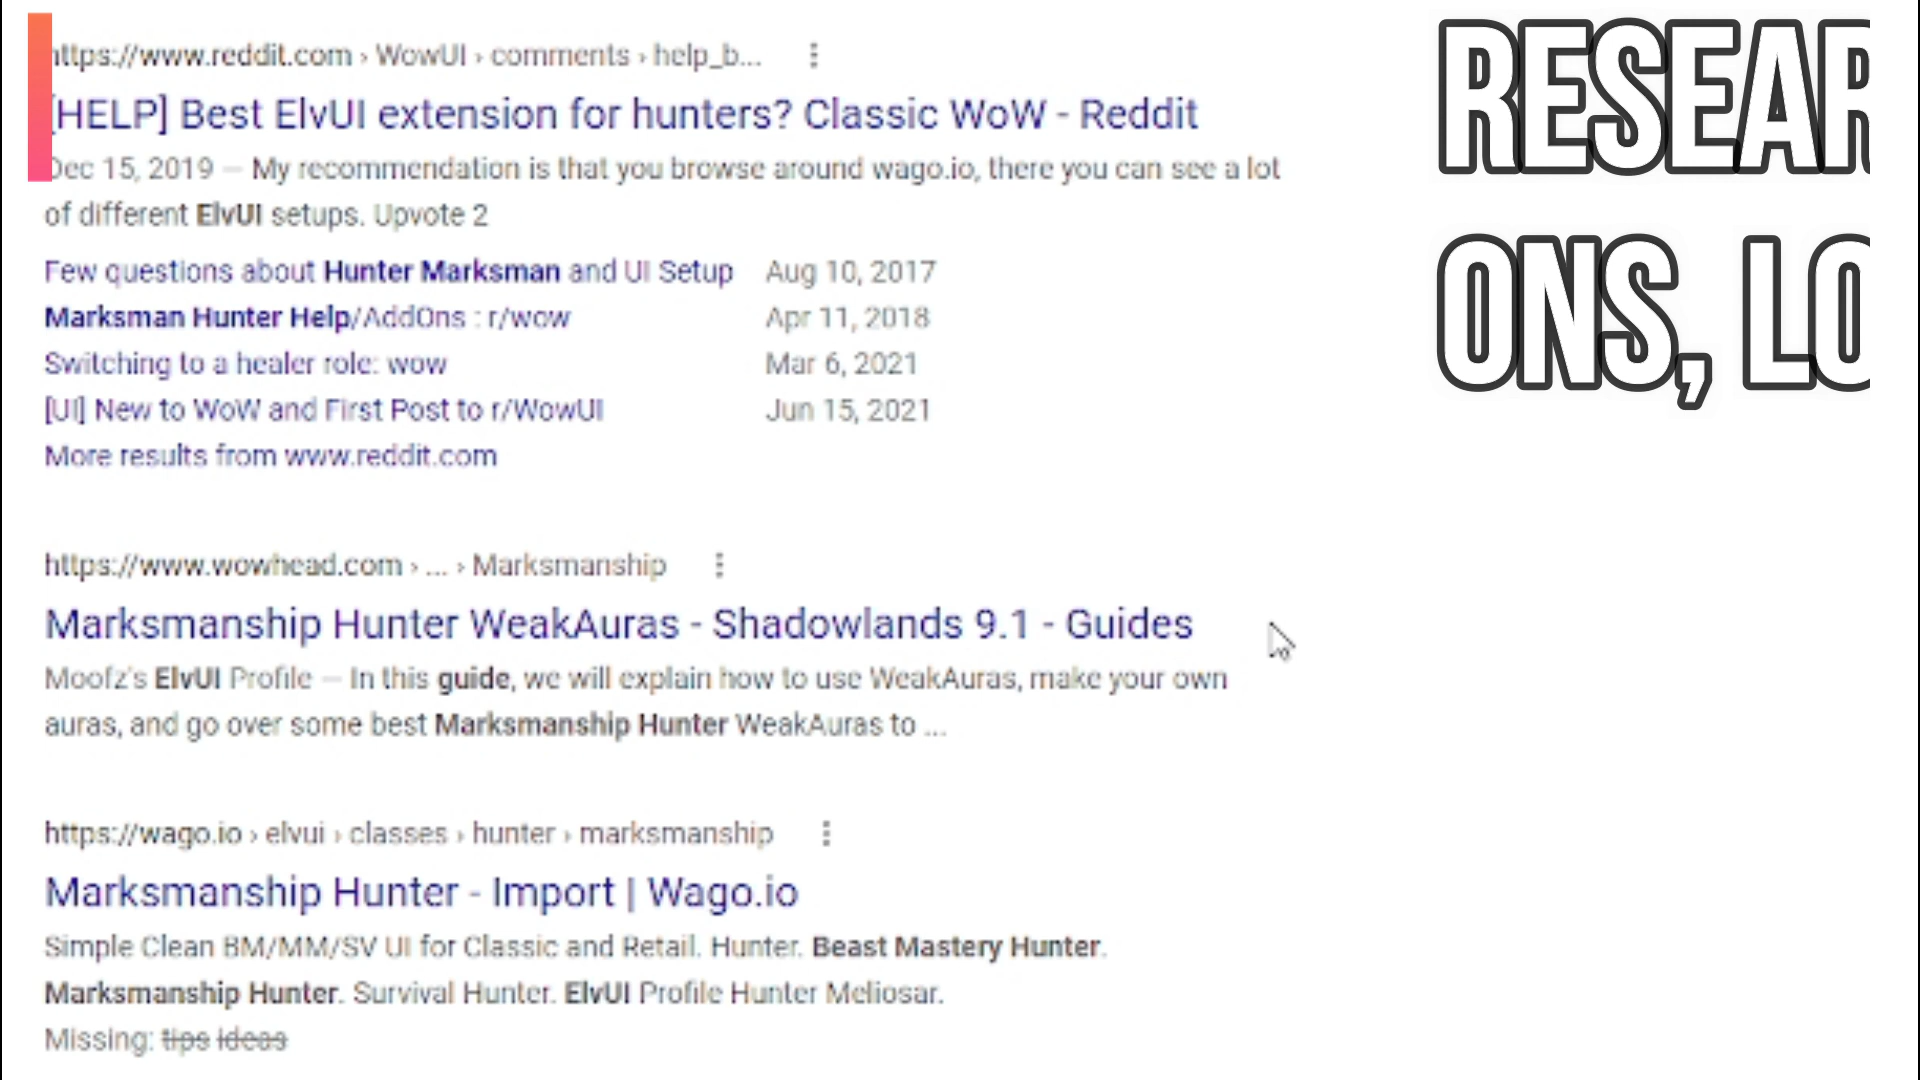 https://www.reddit.com › WowUI › comments › help_b...
[HELP] Best ElvUI extension for hunters? Classic WoW - Reddit
Dec 15, 2019 — My recommendation is that you browse around wago.io, there you can see a lot
of different ElvUI setups. Upvote 2
Few questions about Hunter Marksman and UI Setup Aug 10, 2017
Marksman Hunter Help/AddOns : r/wow Apr 11, 2018
Switching to a healer role: wow Mar 6, 2021
[UI] New to WoW and First Post to r/WowUI Jun 15, 2021
More results from www.reddit.com
https://www.wowhead.com › ... › Marksmanship
Marksmanship Hunter WeakAuras - Shadowlands 9.1 - Guides
Moofz's ElvUI Profile — In this guide, we will explain how to use WeakAuras, make your own
auras, and go over some best Marksmanship Hunter WeakAuras to ...
https://wago.io › elvui › classes › hunter › marksmanship
Marksmanship Hunter - Import | Wago.io
Simple Clean BM/MM/SV UI for Classic and Retail. Hunter. Beast Mastery Hunter.
Marksmanship Hunter. Survival Hunter. ElvUI Profile Hunter Meliosar.
Missing: tips ideas
RESEAR
ONS, LO